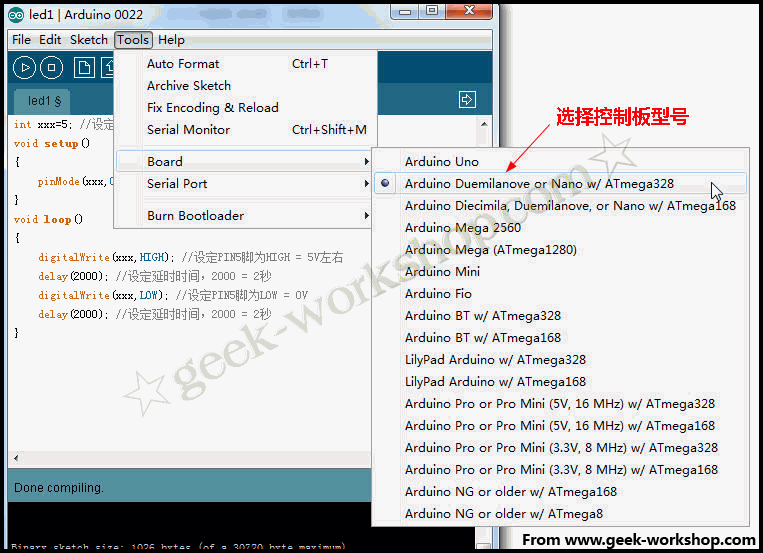 led1 | Arduino 0022
File Edit Sketch Tools Help
led1 §
Auto Format Ctrl+T
Archive Sketch
Fix Encoding & Reload
Serial Monitor Ctrl+Shift+M
Board
Serial Port
Burn Bootloader
选择控制板型号
Arduino Uno
Arduino Duemilanove or Nano w/ ATmega328
Arduino Diecimila, Duemilanove, or Nano w/ ATmega168
Arduino Mega 2560
Arduino Mega (ATmega1280)
Arduino Mini
Arduino Fio
Arduino BT w/ ATmega328
Arduino BT w/ ATmega168
LilyPad Arduino w/ ATmega328
LilyPad Arduino w/ ATmega168
Arduino Pro or Pro Mini (5V, 16 MHz) w/ ATmega328
Arduino Pro or Pro Mini (5V, 16 MHz) w/ ATmega168
Arduino Pro or Pro Mini (3.3V, 8 MHz) w/ ATmega328
Arduino Pro or Pro Mini (3.3V, 8 MHz) w/ ATmega168
Arduino NG or older w/ ATmega168
Arduino NG or older w/ ATmega8
int xxx=5; //设定
void setup()
{
pinMode(xxx,
}
void loop()
{
digitalWrite(xxx,HIGH); //设定PIN5脚为HIGH = 5V左右
delay(2000); //设定延时时间，2000 = 2秒
digitalWrite(xxx,LOW); //设定PIN5脚为LOW = 0V
delay(2000); //设定延时时间，2000 = 2秒
}
☆geek-workshop.com☆
Done compiling.
Binary sketch size: 1026 bytes (of a 30720 byte maximum)
From www.geek-workshop.com